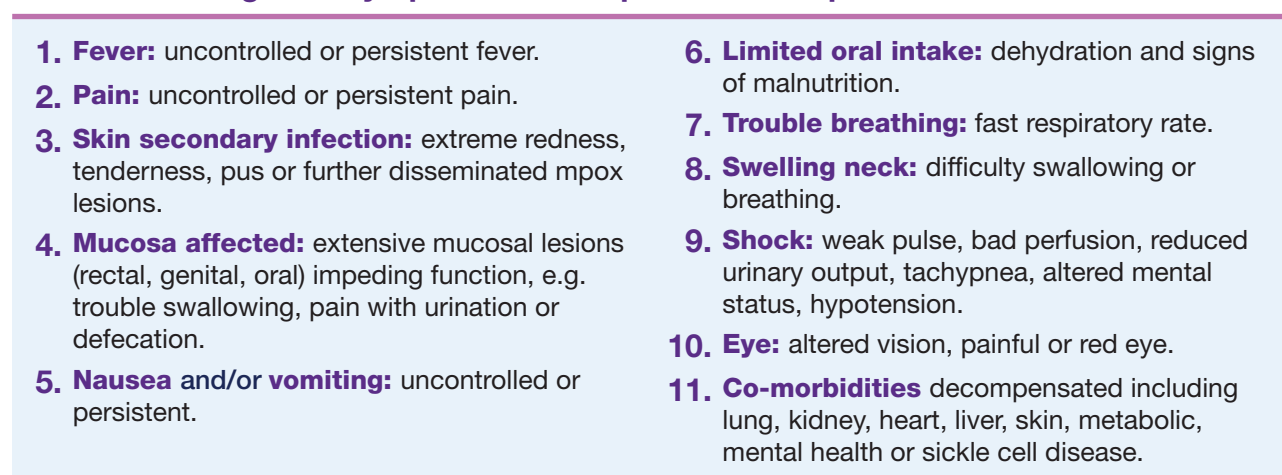 1. Fever: uncontrolled or persistent fever.
2. Pain: uncontrolled or persistent pain.
3. Skin secondary infection: extreme redness,
tenderness, pus or further disseminated mpox
lesions.
4. Mucosa affected: extensive mucosal lesions
(rectal, genital, oral) impeding function, e.g.
trouble swallowing, pain with urination or
defecation.
5. Nausea and/or vomiting: uncontrolled or
persistent.
6. Limited oral intake: dehydration and signs
of malnutrition.
7. Trouble breathing: fast respiratory rate.
8. Swelling neck: difficulty swallowing or
breathing.
9. Shock: weak pulse, bad perfusion, reduced
urinary output, tachypnea, altered mental
status, hypotension.
10. Eye: altered vision, painful or red eye.
11. Co-morbidities decompensated including
lung, kidney, heart, liver, skin, metabolic,
mental health or sickle cell disease.